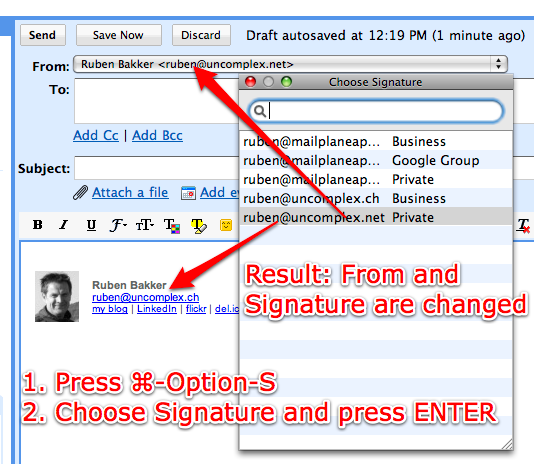 Send Save Now Discard Draft autosaved at 12:19 PM (1 minute ago)
From: Ruben Bakker <ruben@uncomplex.net>
Choose Signature
To:
ruben@mailplaneap... Business
ruben@mailplaneap... Google Group
ruben@mailplaneap... Private
ruben@uncomplex.ch Business
ruben@uncomplex.net Private
Add Cc | Add Bcc
Subject:
Attach a file Add ev
B I U
Ruben Bakker
ruben@uncomplex.ch
my blog | LinkedIn | flickr | del.ic
Result: From and
Signature are changed
1. Press ⌘-Option-S
2. Choose Signature and press ENTER